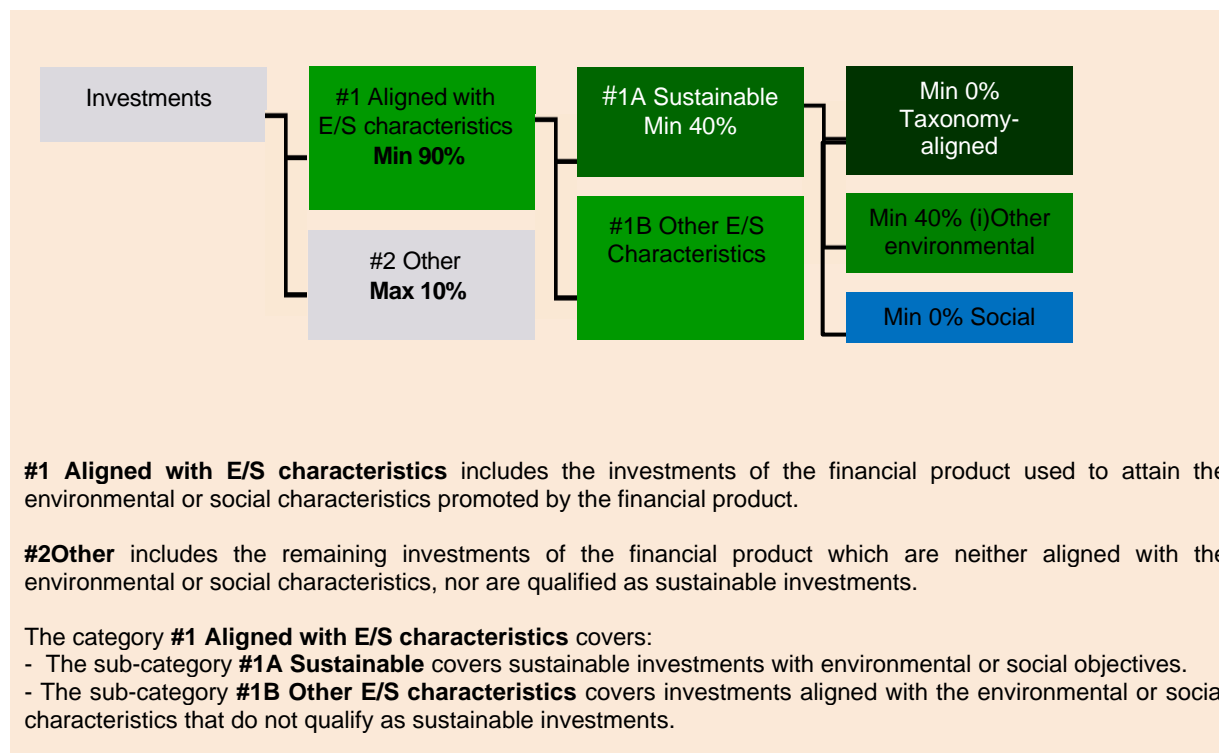 Investments
#1 Aligned with
E/S characteristics
Min 90%
#2 Other
Max 10%
#1A Sustainable
Min 40%
#1B Other E/S
Characteristics
Min 0%
Taxonomy-
aligned
Min 40% (i)Other
environmental
Min 0% Social
#1 Aligned with E/S characteristics includes the investments of the financial product used to attain the
environmental or social characteristics promoted by the financial product.
#2Other includes the remaining investments of the financial product which are neither aligned with the
environmental or social characteristics, nor are qualified as sustainable investments.
The category #1 Aligned with E/S characteristics covers:
- The sub-category #1A Sustainable covers sustainable investments with environmental or social objectives.
- The sub-category #1B Other E/S characteristics covers investments aligned with the environmental or social
characteristics that do not qualify as sustainable investments.